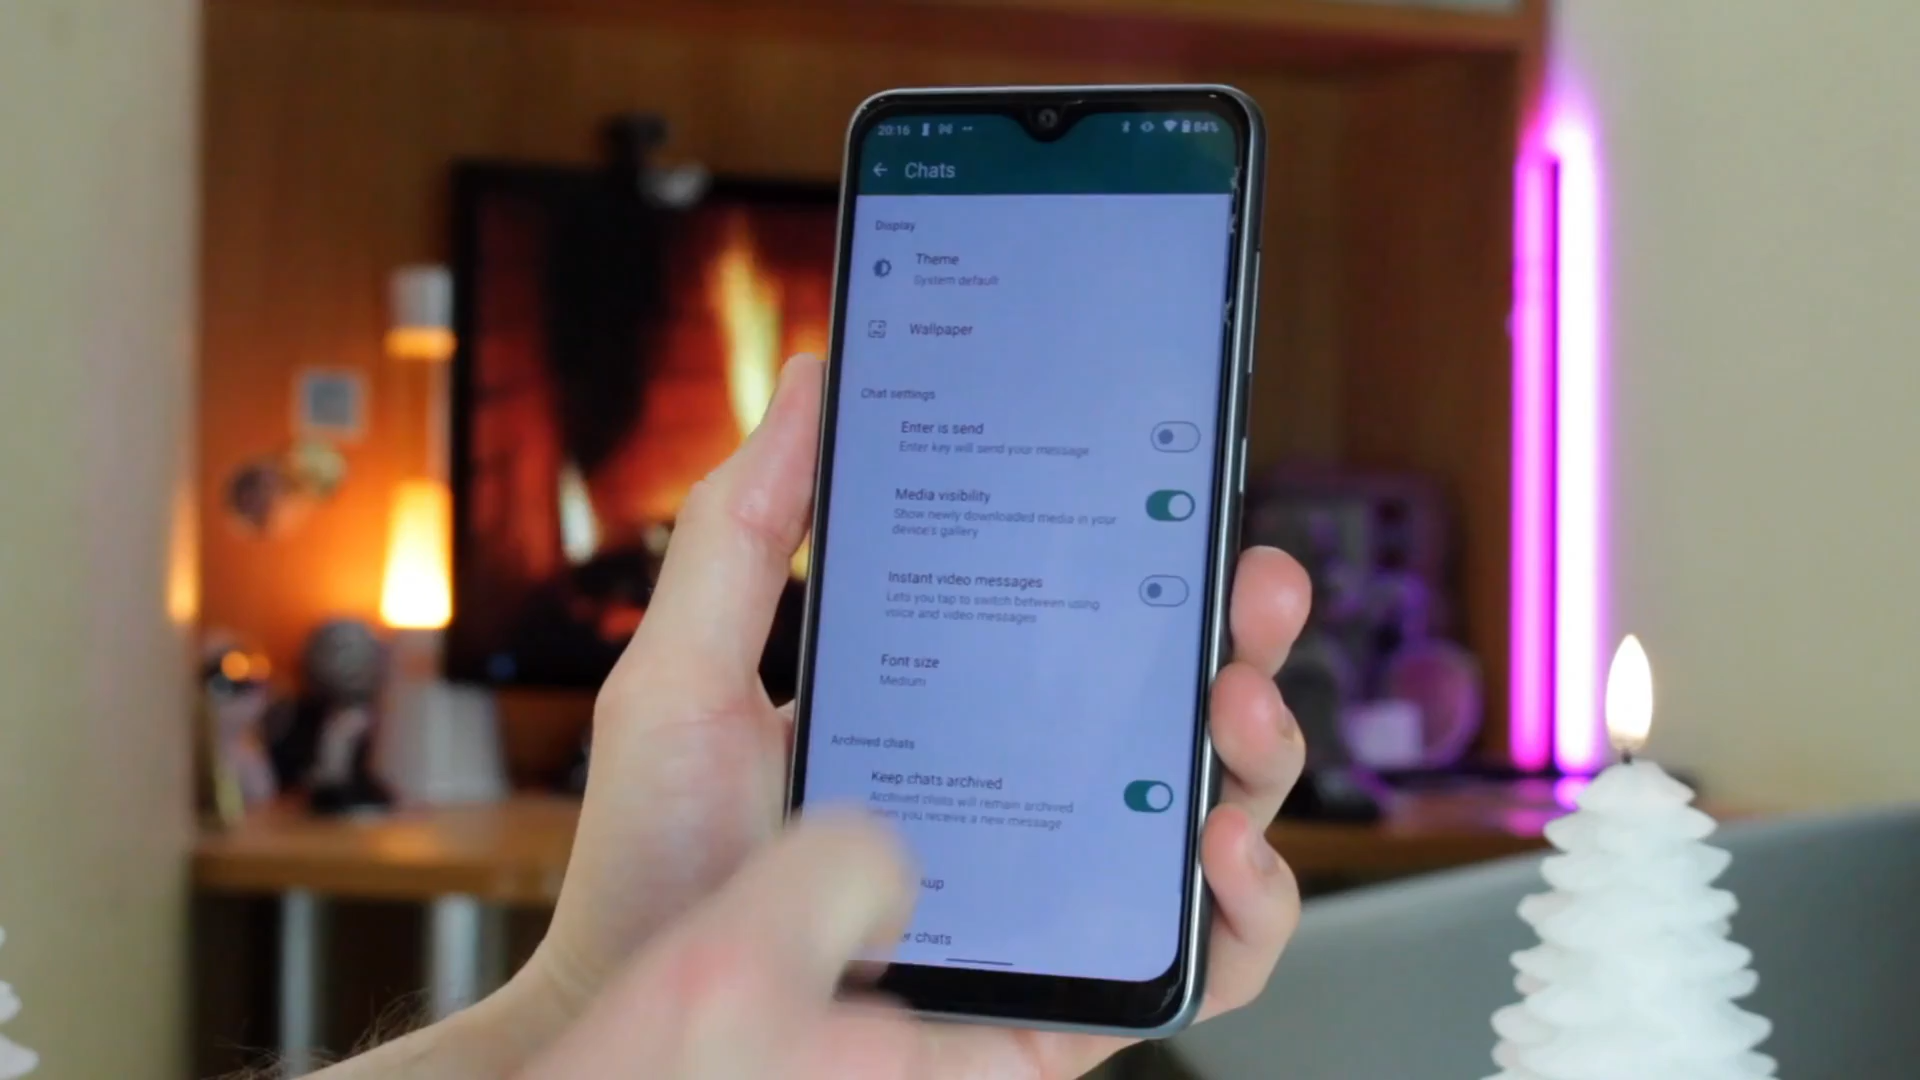 20:16
84%
Chats
Display
Theme
System default
Wallpaper
Chat settings
Enter is send
Enter key will send your message
Media visibility
Show newly downloaded media in your
device's gallery
Instant video messages
Lets you tap to switch between using
voice and video messages
Font size
Medium
Archived chats
Keep chats archived
Archived chats will remain archived
when you receive a new message
chats